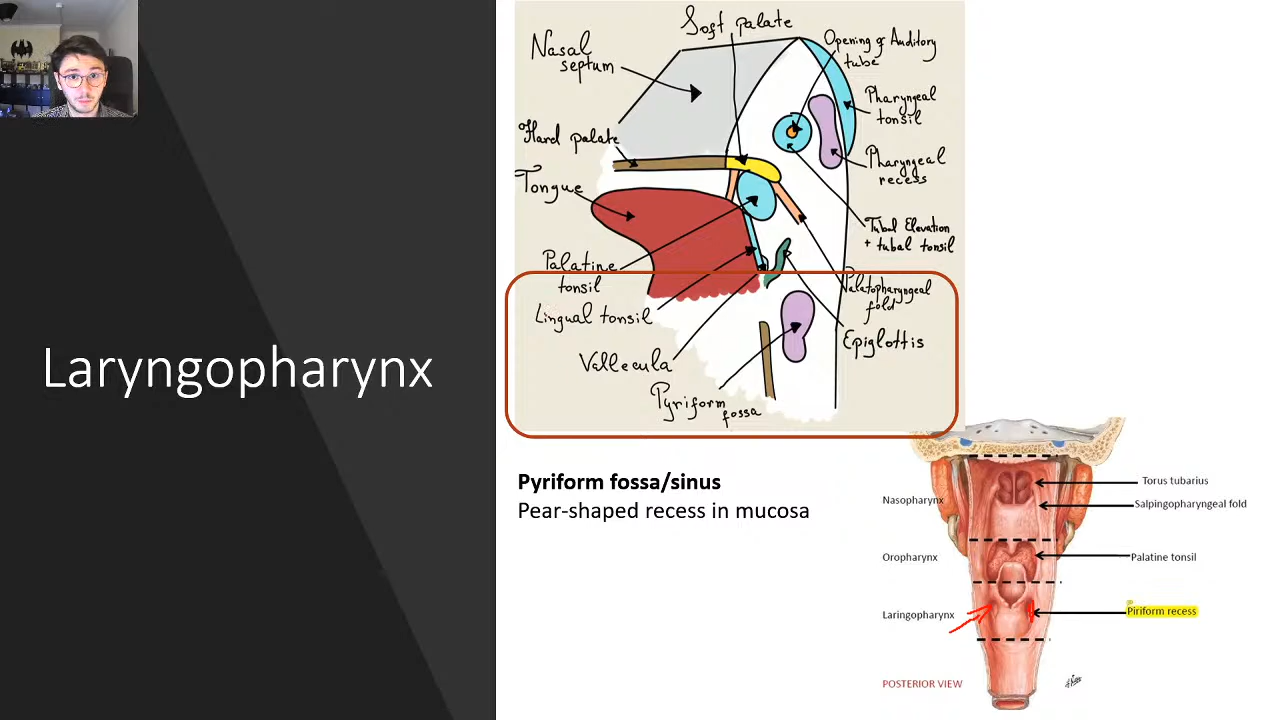 Laryngopharynx
Soft palate
Nasal
septum
Opening of Auditory
tube
Pharyngeal
tonsil
Hard palate
Pharyngeal
recess
Tongue
Tubal Elevation
+ tubal tonsil
Palatine
tonsil
Palatopharyngeal
fold
Lingual tonsil
Epiglottis
Vallecula
Pyriform
fossa
Pyriform fossa/sinus
Pear-shaped recess in mucosa
Torus tubarius
Nasopharynx
Salpingopharyngeal fold
Oropharynx
Palatine tonsil
Piriform recess
Laringopharynx
POSTERIOR VIEW